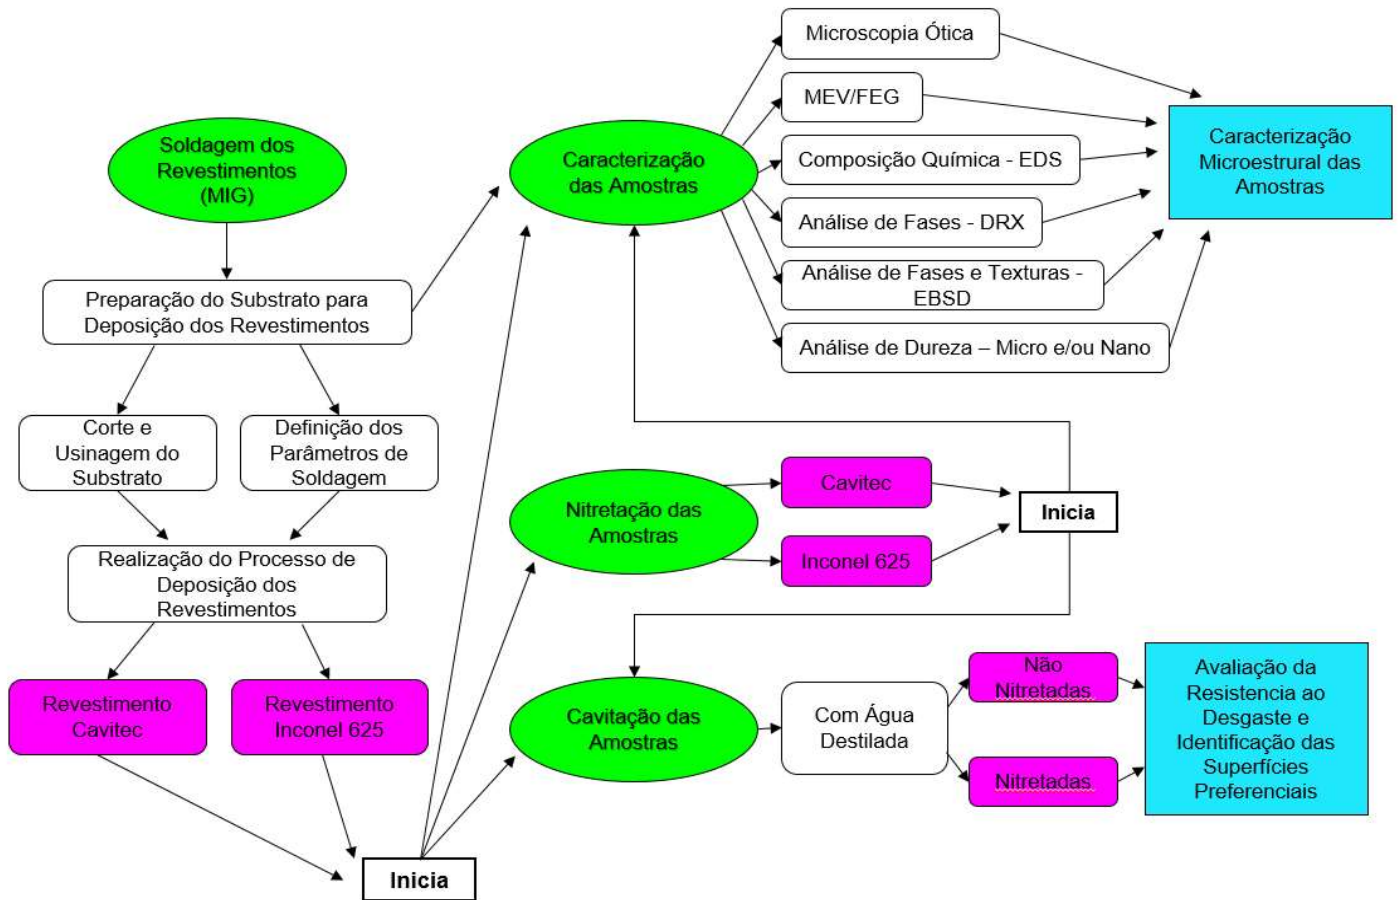 Soldagem dos
Revestimentos
(MIG)
Preparação do Substrato para
Deposição dos Revestimentos
Corte e
Usinagem do
Substrato
Definição dos
Parâmetros de
Soldagem
Realização do Processo de
Deposição dos
Revestimentos
Revestimento
Cavitec
Revestimento
Inconel 625
Inicia
Caracterização
das Amostras
Microscopia Ótica
MEV/FEG
Composição Química - EDS
Análise de Fases - DRX
Análise de Fases e Texturas -
EBSD
Análise de Dureza – Micro e/ou Nano
Caracterização
Microestrural das
Amostras
Nitretação das
Amostras
Cavitec
Inconel 625
Inicia
Cavitação das
Amostras
Com Água
Destilada
Não
Nitretadas
Nitretadas
Avaliação da
Resistencia ao
Desgaste e
Identificação das
Superfícies
Preferenciais